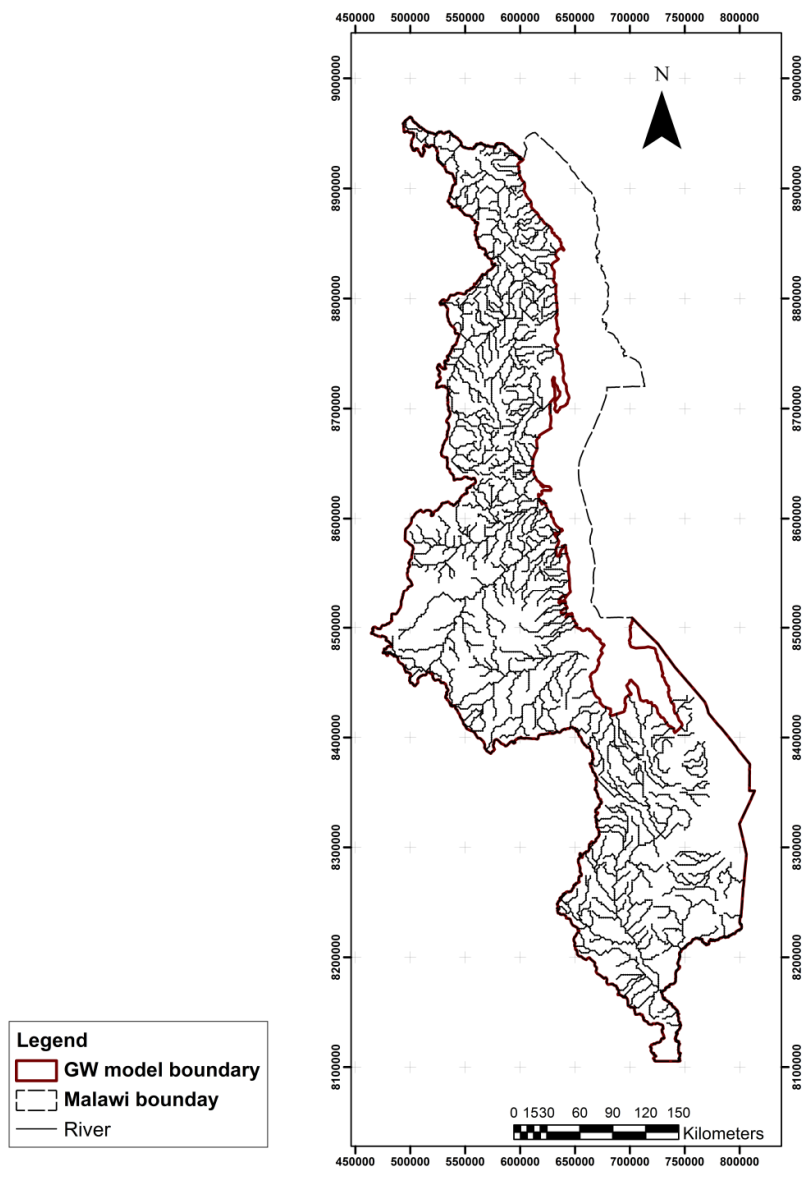 450000 500000 550000 600000 650000 700000 750000 800000
N
9000000 9000000
8900000 8900000
8800000 8800000
8700000 8700000
8600000 8600000
8500000 8500000
8400000 8400000
8300000 8300000
8200000 8200000
8100000 8100000
Legend
GW model boundary
Malawi bounday
River
0 1530 60 90 120 150
Kilometers
450000 500000 550000 600000 650000 700000 750000 800000